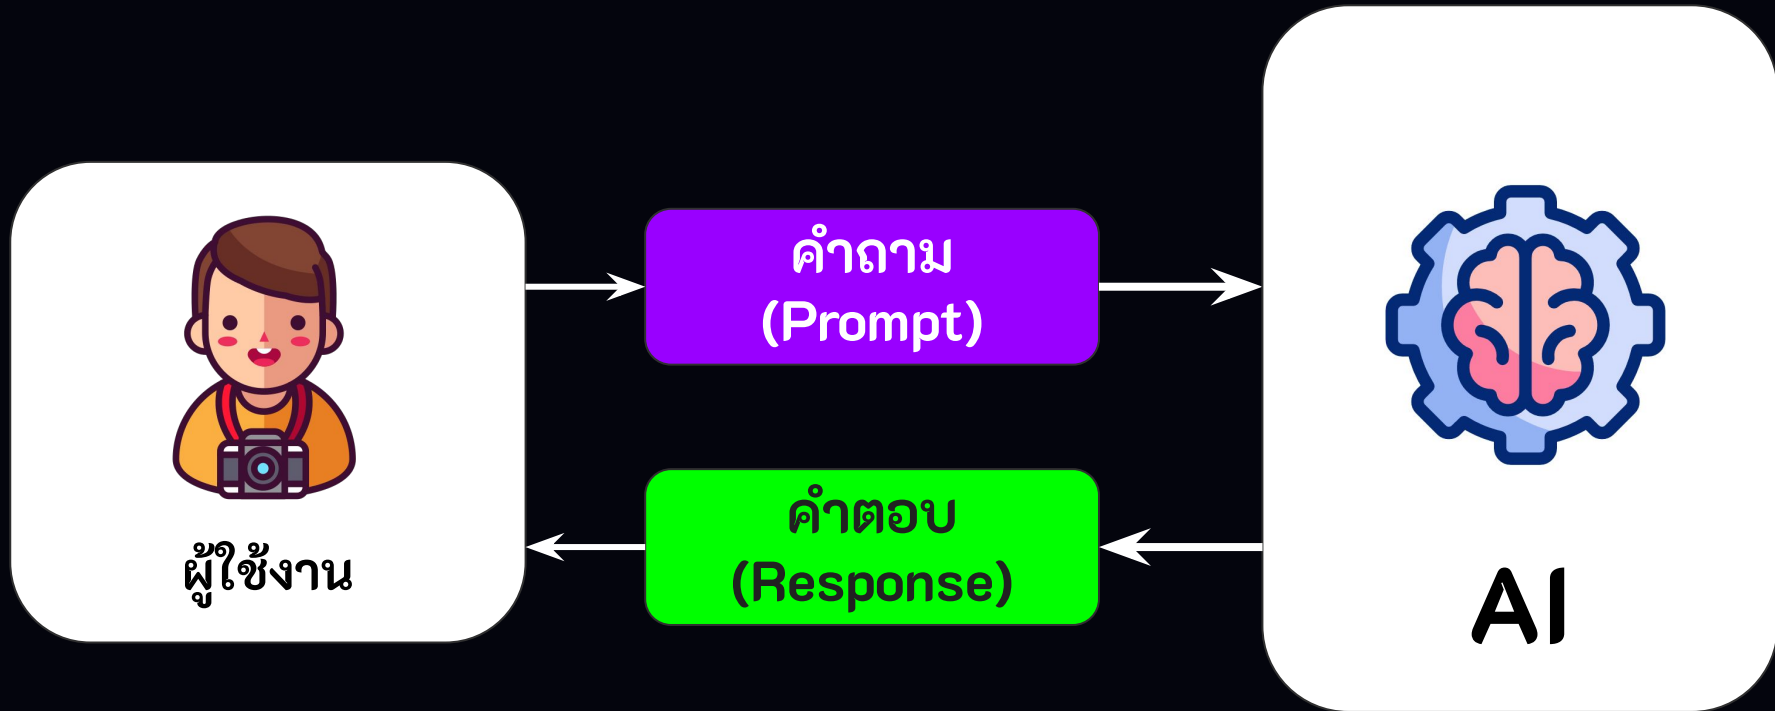 คำถาม
(Prompt)
คำตอบ
(Response)
ผู้ใช้งาน
AI